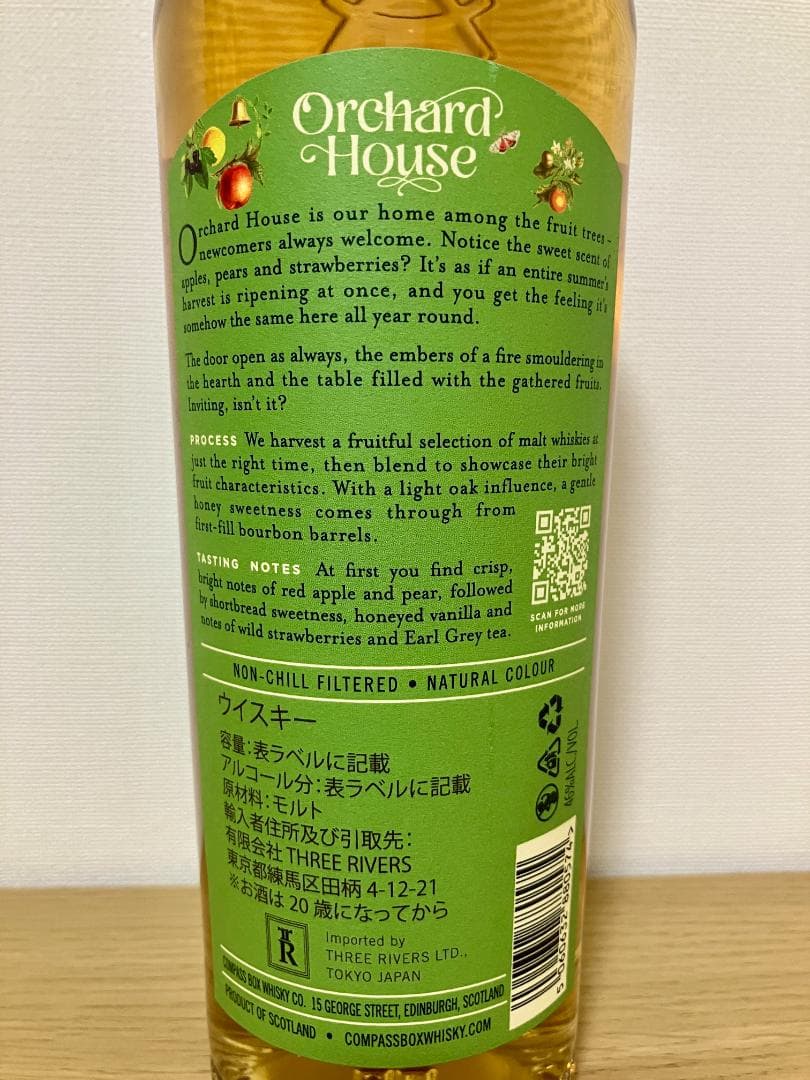 Orchard
House
Orchard House is our home among the fruit trees –
newcomers always welcome. Notice the sweet scent of
apples, pears and strawberries? It's as if an entire summer's
harvest is ripening at once, and you get the feeling it's
somehow the same here all year round.
The door open as always, the embers of a fire smouldering in
the hearth and the table filled with the gathered fruits.
Inviting, isn't it?
PROCESS We harvest a fruitful selection of malt whiskies at
just the right time, then blend to showcase their bright
fruit characteristics. With a light oak influence, a gentle
honey sweetness comes through from
first-fill bourbon barrels.
TASTING NOTES At first you find crisp,
bright notes of red apple and pear, followed
by shortbread sweetness, honeyed vanilla and
notes of wild strawberries and Earl Grey tea.
SCAN FOR MORE
INFORMATION
NON-CHILL FILTERED • NATURAL COLOUR
ウイスキー
容量:表ラベルに記載
アルコール分:表ラベルに記載
原材料:モルト
輸入者住所及び引取先:
有限会社 THREE RIVERS
東京都練馬区田柄 4-12-21
※お酒は 20 歳になってから
46%ALC./VOL
TR
Imported by
THREE RIVERS LTD.,
TOKYO JAPAN
COMPASS BOX WHISKY CO. 15 GEORGE STREET, EDINBURGH, SCOTLAND
PRODUCT OF SCOTLAND • COMPASSBOXWHISKY.COM